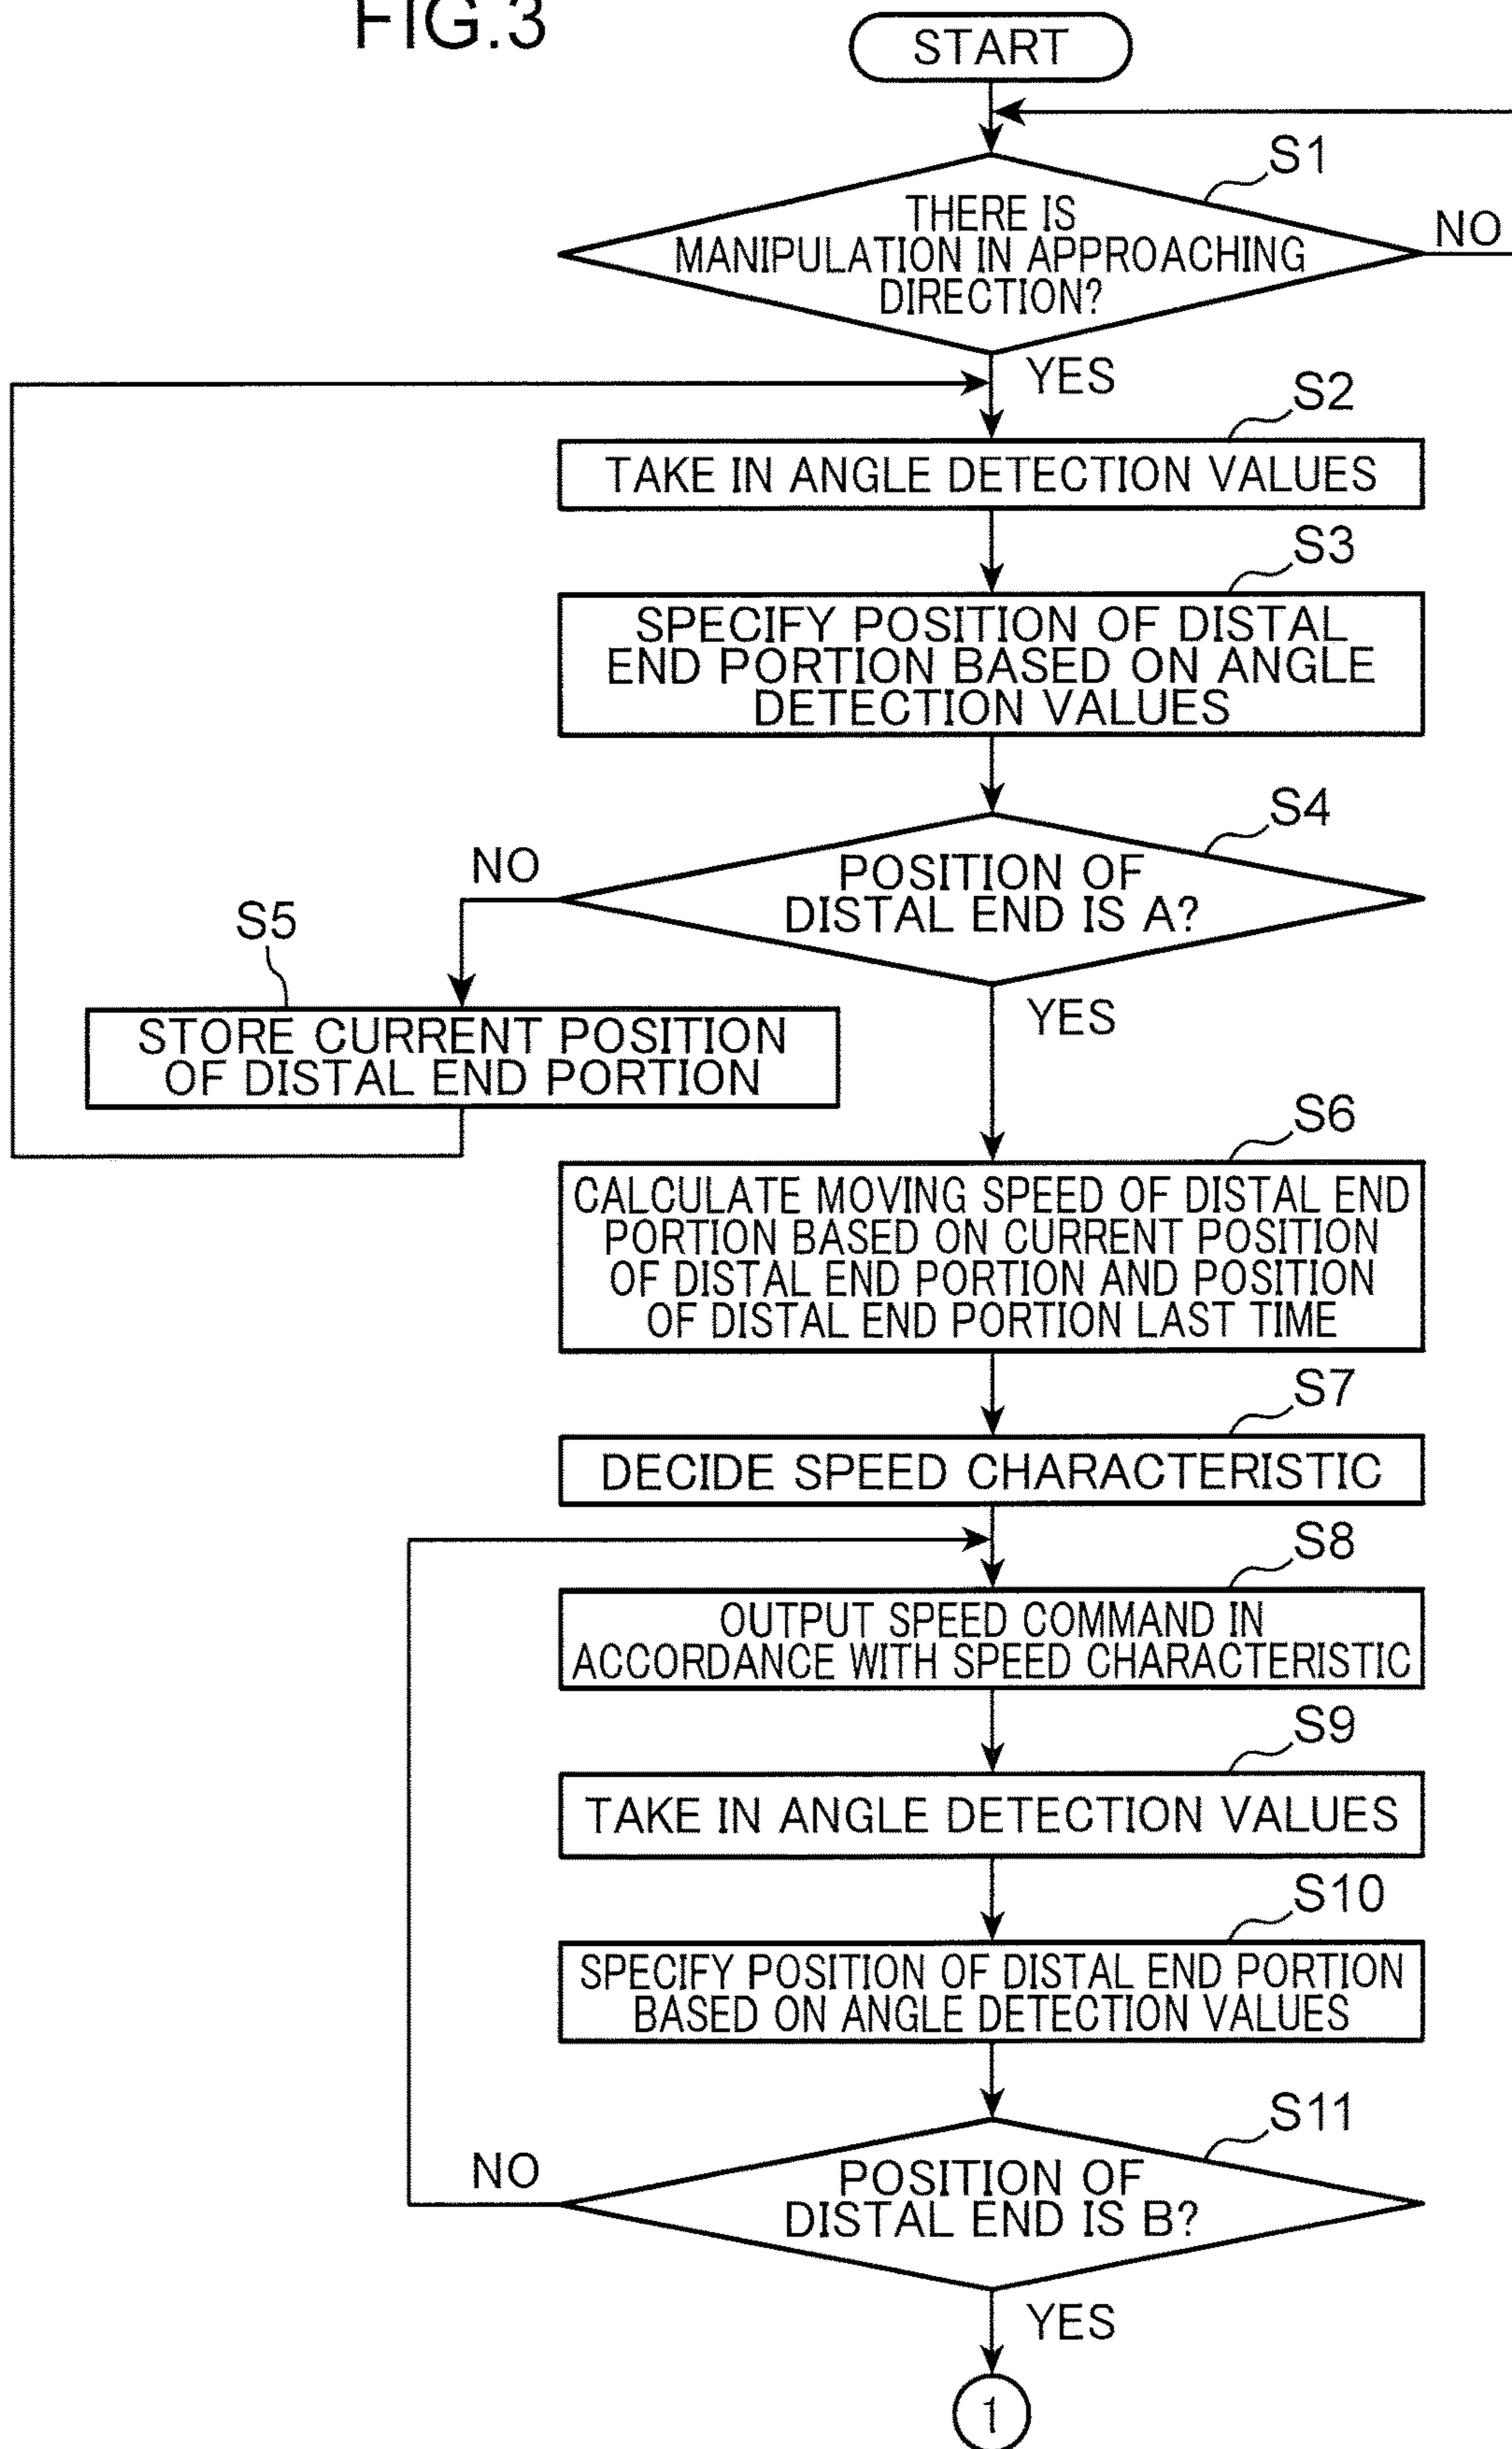 FIG.3
START
S1
THERE IS
MANIPULATION IN APPROACHING
DIRECTION?
NO
YES
S2
TAKE IN ANGLE DETECTION VALUES
S3
SPECIFY POSITION OF DISTAL
END PORTION BASED ON ANGLE
DETECTION VALUES
S4
POSITION OF
DISTAL END IS A?
NO
S5
STORE CURRENT POSITION
OF DISTAL END PORTION
YES
S6
CALCULATE MOVING SPEED OF DISTAL END
PORTION BASED ON CURRENT POSITION
OF DISTAL END PORTION AND POSITION
OF DISTAL END PORTION LAST TIME
S7
DECIDE SPEED CHARACTERISTIC
S8
OUTPUT SPEED COMMAND IN
ACCORDANCE WITH SPEED CHARACTERISTIC
S9
TAKE IN ANGLE DETECTION VALUES
S10
SPECIFY POSITION OF DISTAL END PORTION
BASED ON ANGLE DETECTION VALUES
S11
POSITION OF
DISTAL END IS B?
NO
YES
1